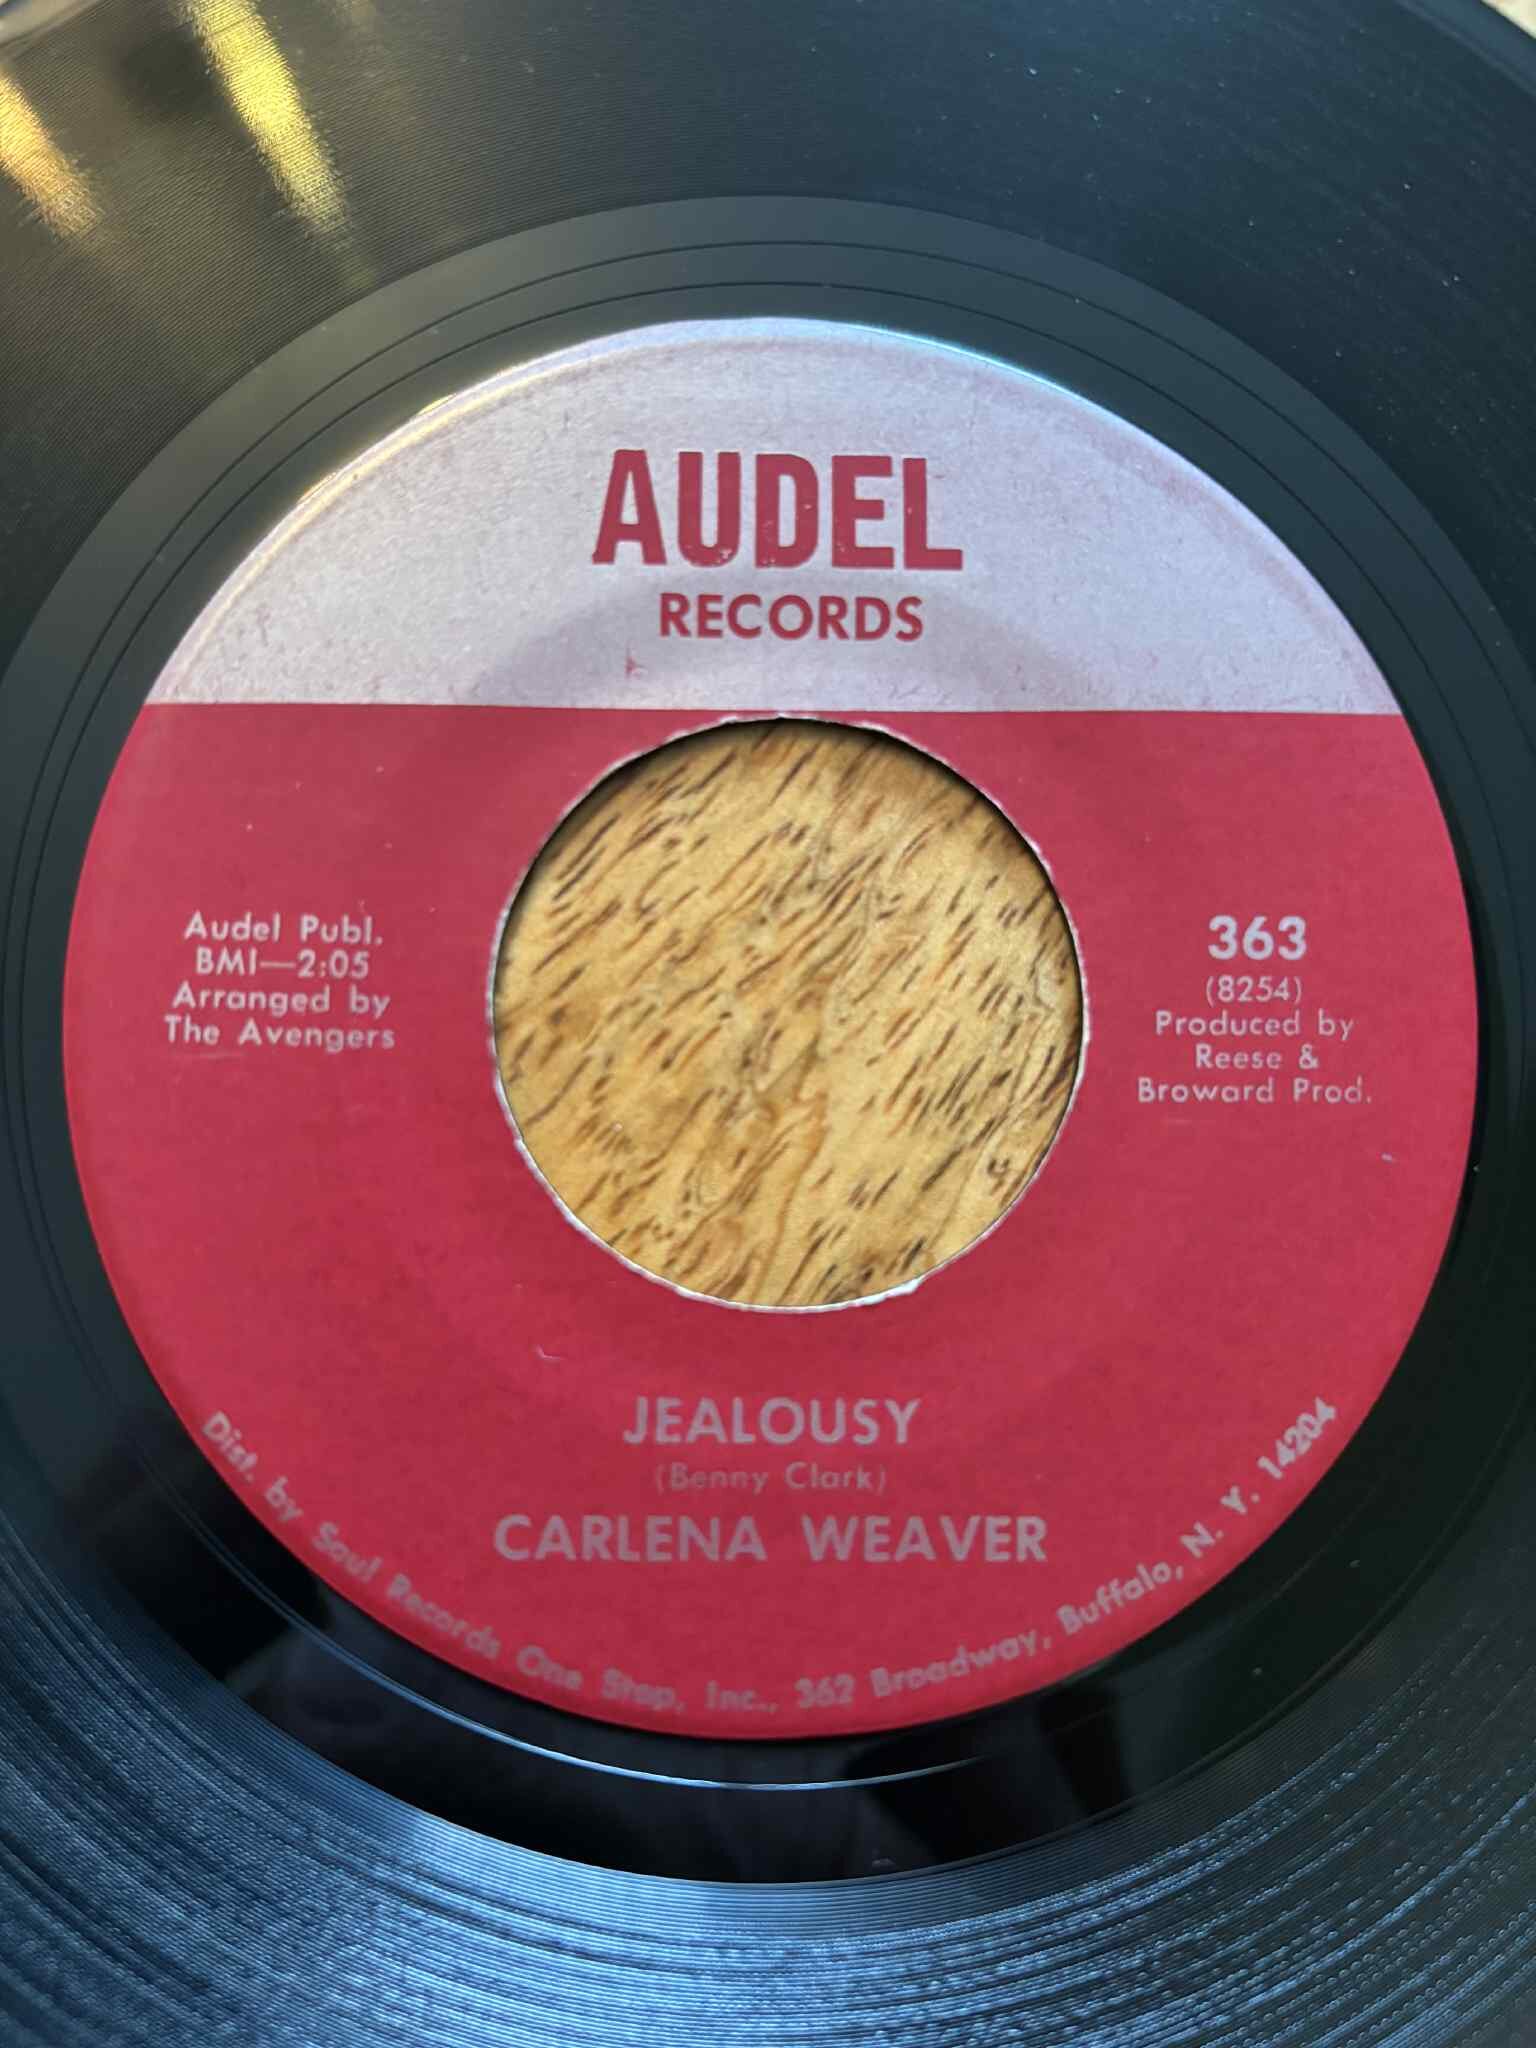 AUDEL
RECORDS
Audel Publ.
BMI—2:05
Arranged by
The Avengers
363
(8254)
Produced by
Reese &
Broward Prod.
JEALOUSY
(Benny Clark)
CARLENA WEAVER
Dist. by Soul Records One Stop, Inc., 362 Broadway, Buffalo, N. Y. 14204